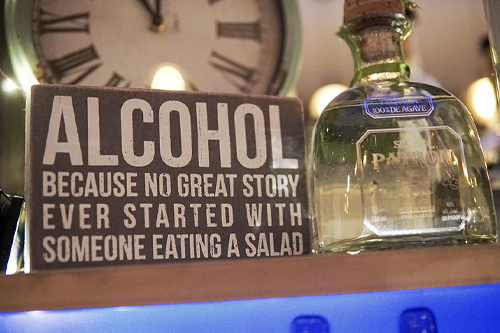 ALCOHOL
BECAUSE NO GREAT STORY
EVER STARTED WITH
SOMEONE EATING A SALAD
100% DE AGAVE
PATRÓN